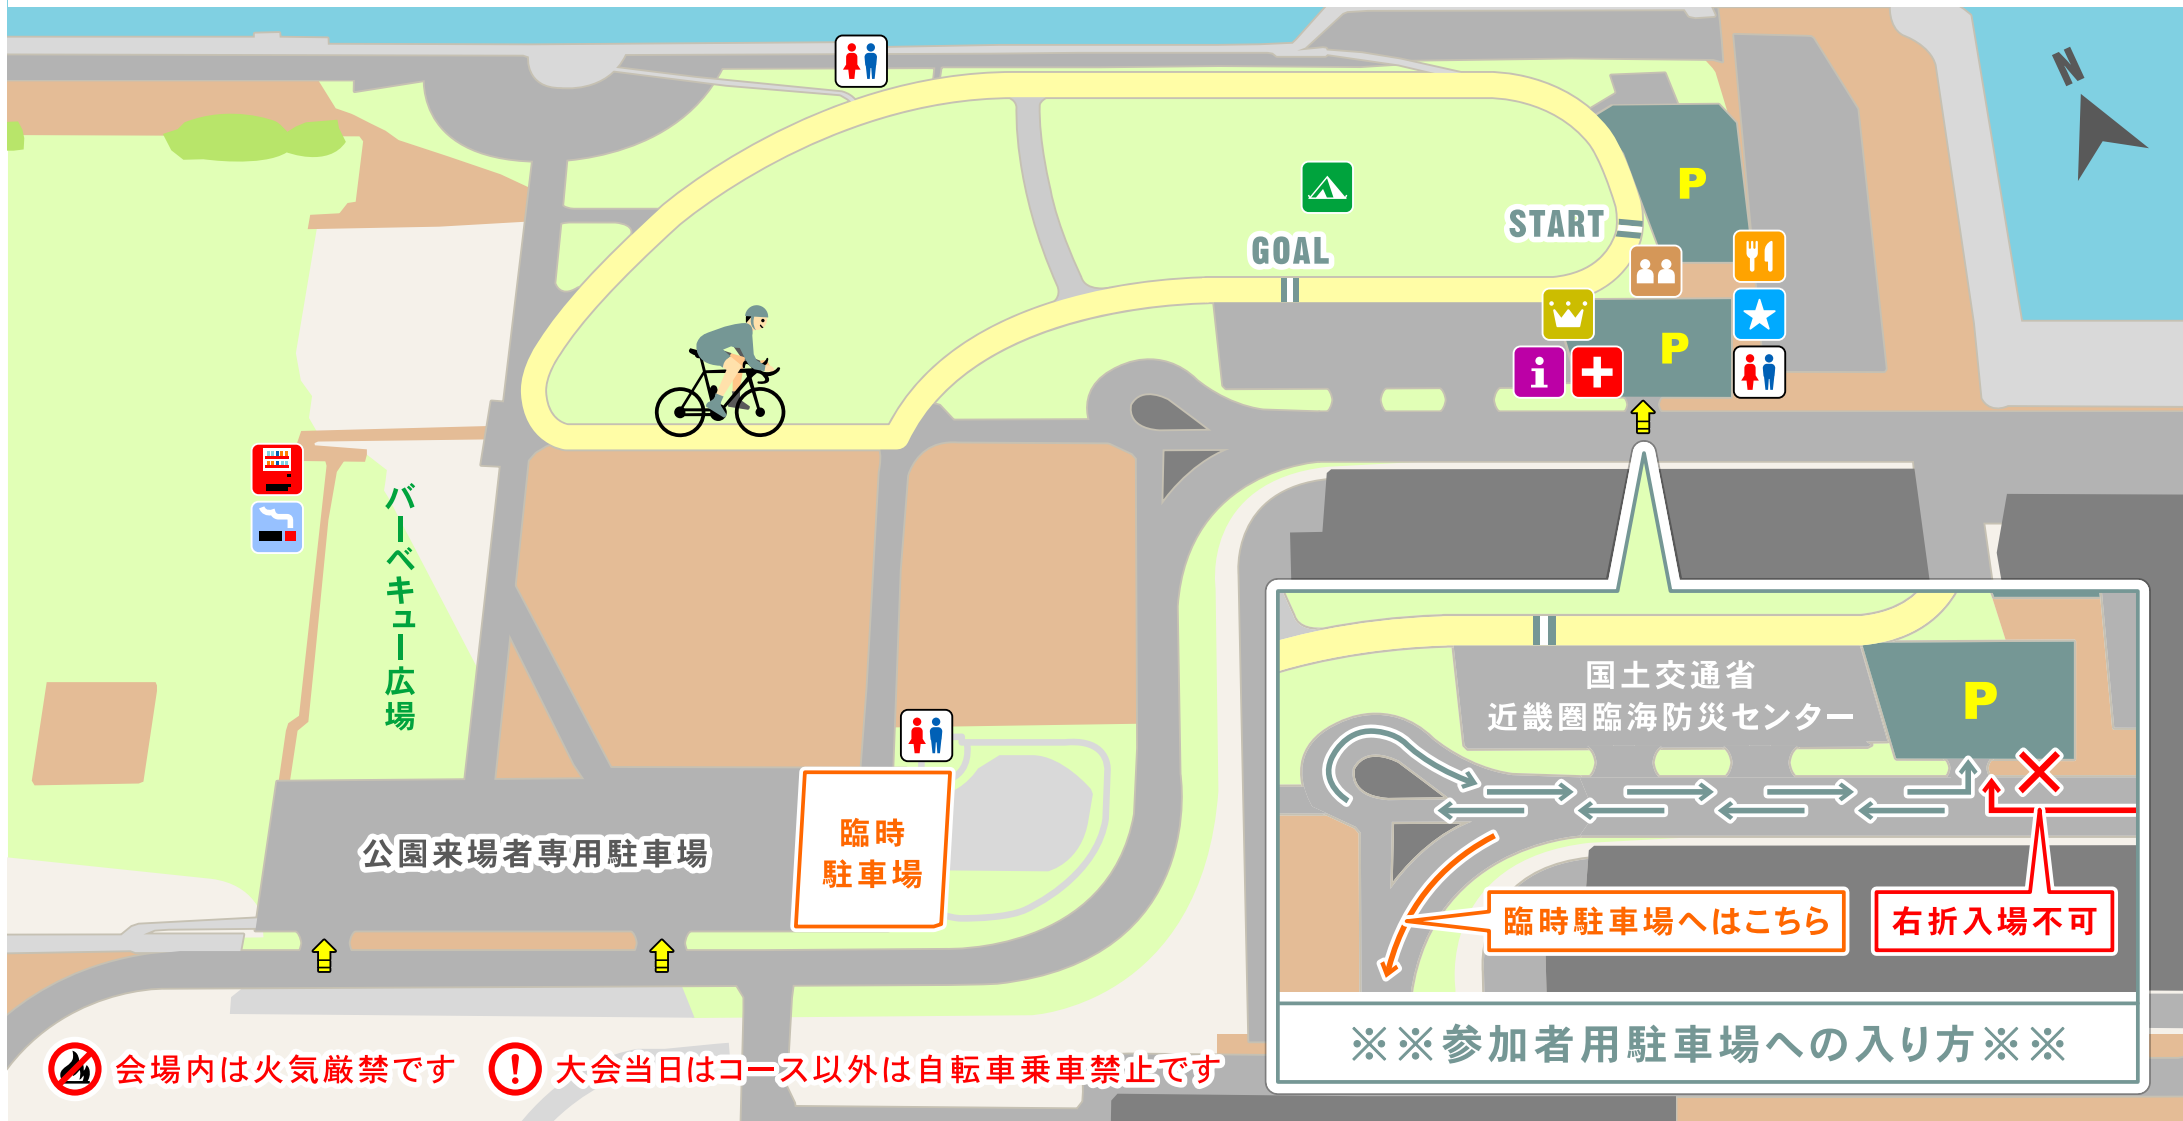 N
P
START
GOAL
P
i
バーベキュー広場
国土交通省
近畿圏臨海防災センター
P
臨時
駐車場
公園来場者専用駐車場
臨時駐車場へはこちら
右折入場不可
※※参加者用駐車場への入り方※※
会場内は火気厳禁です
大会当日はコース以外は自転車乗車禁止です